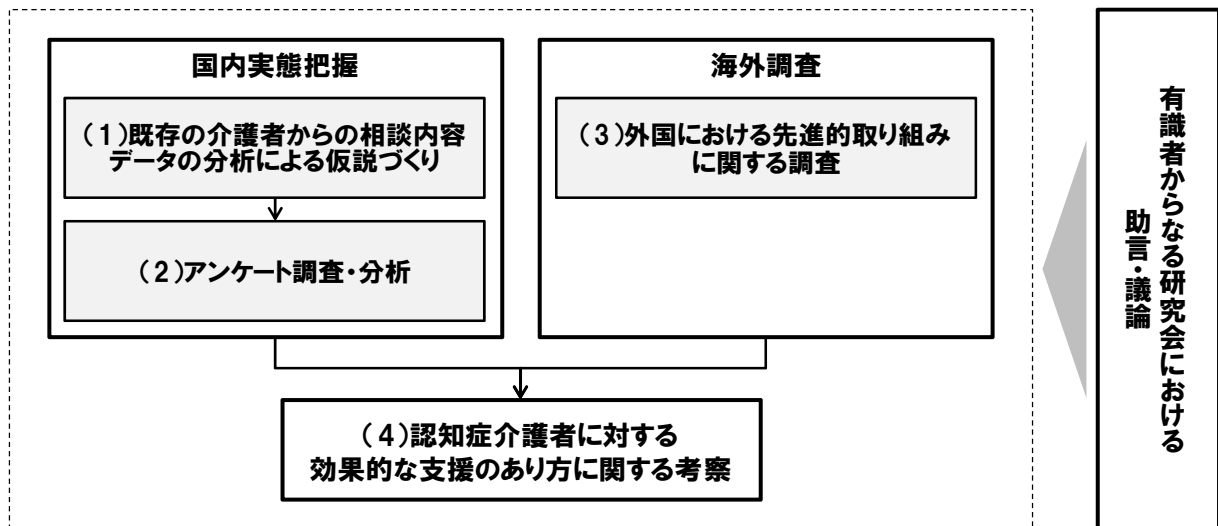 国内実態把握
（１）既存の介護者からの相談内容
データの分析による仮説づくり
（２）アンケート調査・分析
海外調査
（３）外国における先進的取り組み
に関する調査
（４）認知症介護者に対する
効果的な支援のあり方に関する考察
有識者からなる研究会における
助言・議論